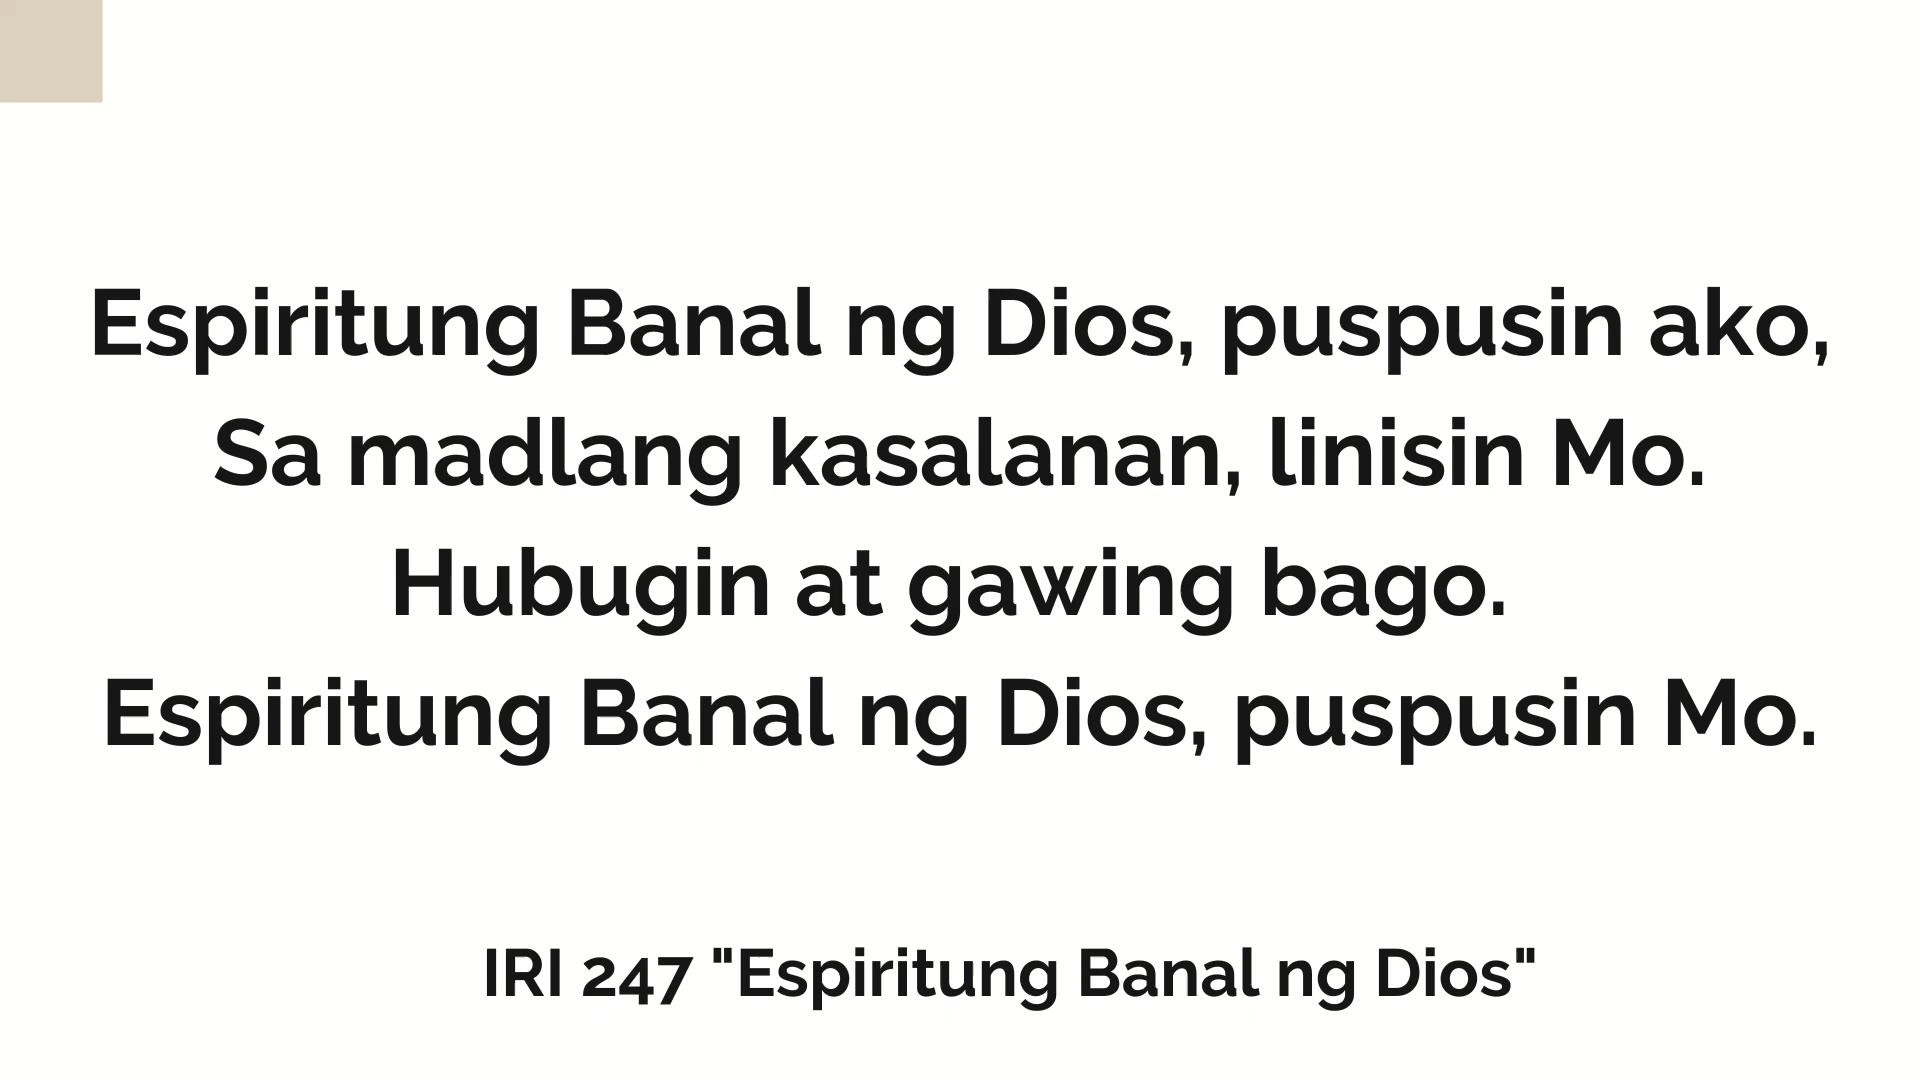 Espiritung Banal ng Dios, puspusin ako,
Sa madlang kasalanan, linisin Mo.
Hubugin at gawing bago.
Espiritung Banal ng Dios, puspusin Mo.
IRI 247 "Espiritung Banal ng Dios"